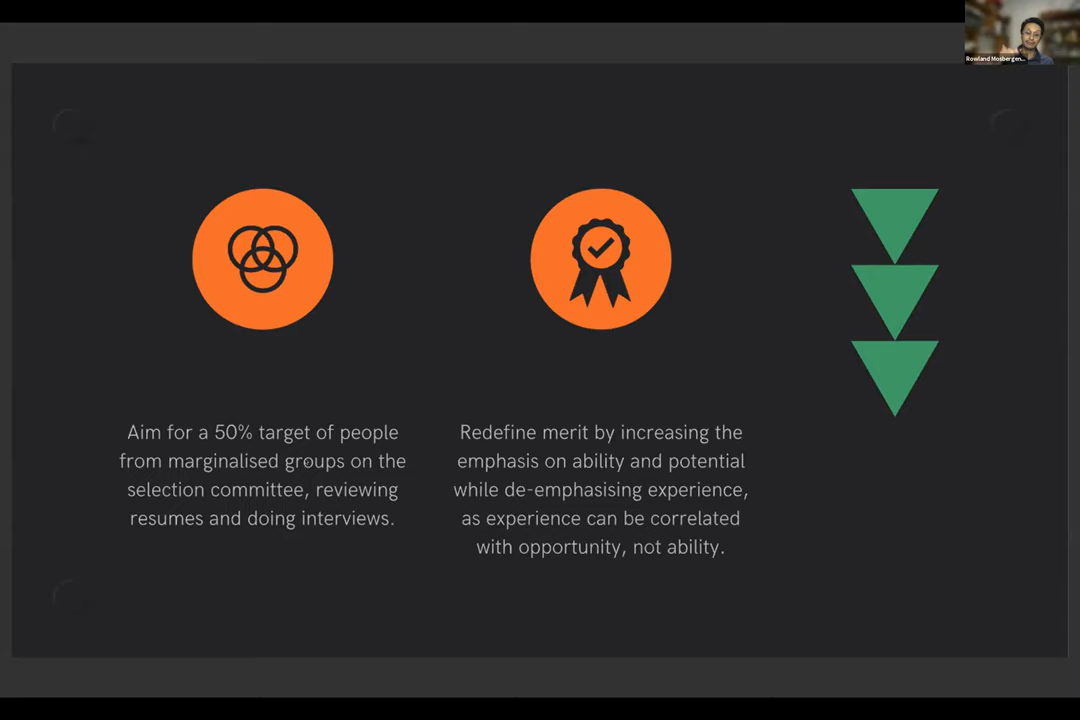 Rowland Mosbergen...
Aim for a 50% target of people
from marginalised groups on the
selection committee, reviewing
resumes and doing interviews.
Redefine merit by increasing the
emphasis on ability and potential
while de-emphasising experience,
as experience can be correlated
with opportunity, not ability.